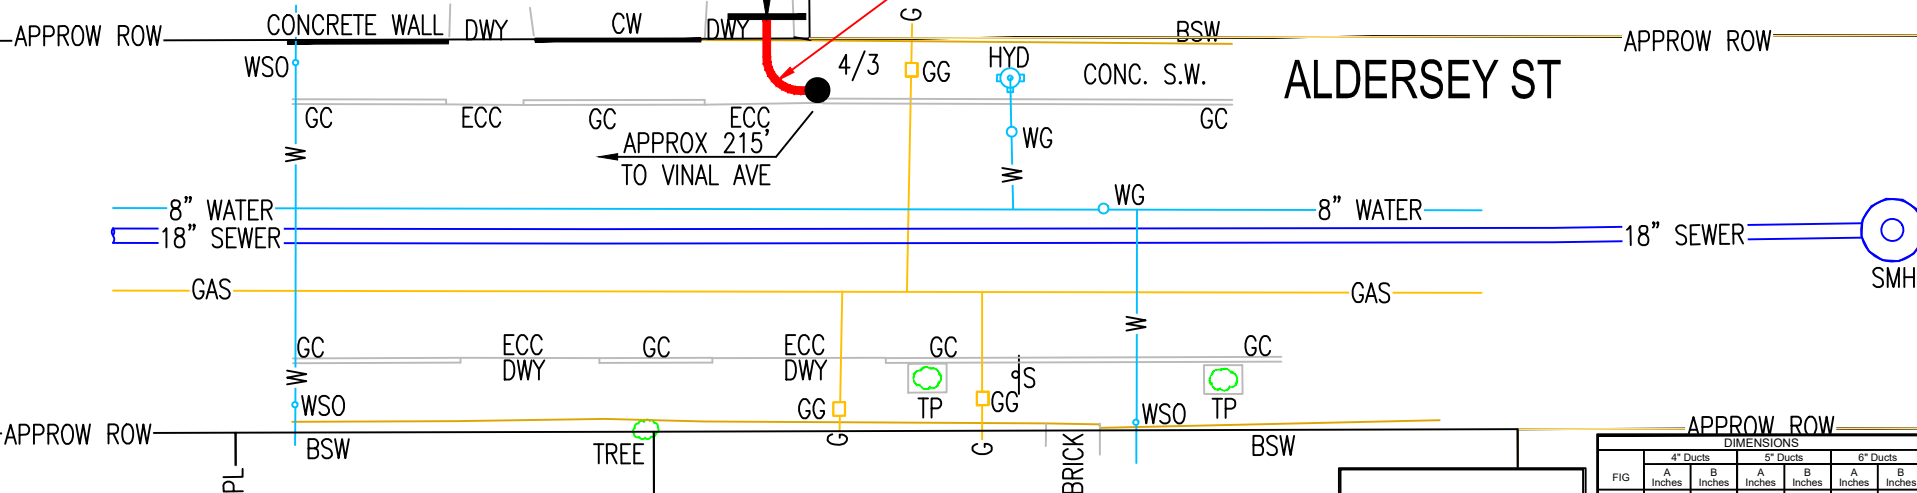 CONCRETE WALL DWY CW DWY G BSW
APPROW ROW APPROW ROW
WSO 4/3 GG HYD CONC. S.W. ALDERSEY ST
GC ECC GC ECC GC
WG
APPROX 215'
TO VINAL AVE
W W
WG
8" WATER 8" WATER
18" SEWER 18" SEWER
SMH
GAS GAS
W
GC ECC GC ECC GC GC
DWY DWY
W S
WSO GG TP GG WSO TP
APPROW ROW APPROW ROW
BSW TREE G G BRICK BSW
PL
DIMENSIONS
4" Ducts 5" Ducts 6" Ducts
FIG A B A B A B
Inches Inches Inches Inches Inches Inches